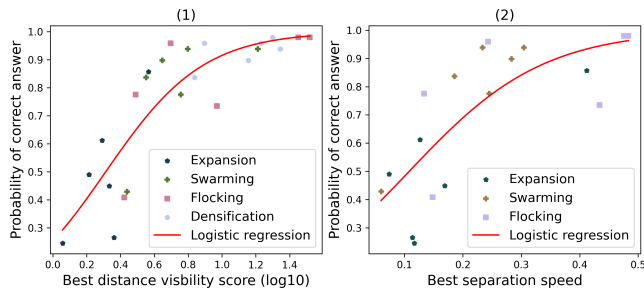 (1)
Probability of correct answer
1.0
0.9
0.8
0.7
0.6
0.5
0.4
0.3
Expansion
Swarming
Flocking
Densification
Logistic regression
0.0 0.2 0.4 0.6 0.8 1.0 1.2 1.4
Best distance visbility score (log10)
(2)
Probability of correct answer
1.0
0.9
0.8
0.7
0.6
0.5
0.4
0.3
Expansion
Swarming
Flocking
Logistic regression
0.1 0.2 0.3 0.4 0.5
Best separation speed